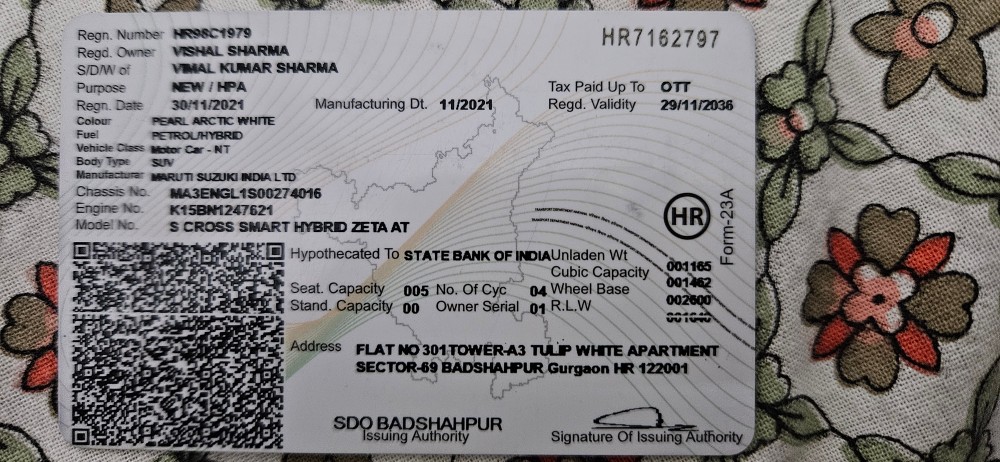 Regn. Number HR98C1979
HR7162797
Regd. Owner VISHAL SHARMA
S/D/W of VIMAL KUMAR SHARMA
Purpose NEW / HPA
Tax Paid Up To OTT
Regn. Date 30/11/2021 Manufacturing Dt. 11/2021 Regd. Validity 29/11/2036
Colour PEARL ARCTIC WHITE
Fuel PETROL/HYBRID
Vehicle Class Motor Car - NT
Body Type SUV
Manufacturer MARUTI SUZUKI INDIA LTD
Chassis No. MA3ENGL1S00274016
Engine No. K15BN1247621
Model No. S CROSS SMART HYBRID ZETA AT
HR
Form-23A
Hypothecated To STATE BANK OF INDIA Unladen Wt 001165
Cubic Capacity 001462
Seat. Capacity 005 No. Of Cyc 04 Wheel Base 002600
Stand. Capacity 00 Owner Serial 01 R.L.W
Address FLAT NO 301 TOWER-A3 TULIP WHITE APARTMENT
SECTOR-69 BADSHAHPUR Gurgaon HR 122001
SDO BADSHAHPUR
Issuing Authority
Signature Of Issuing Authority